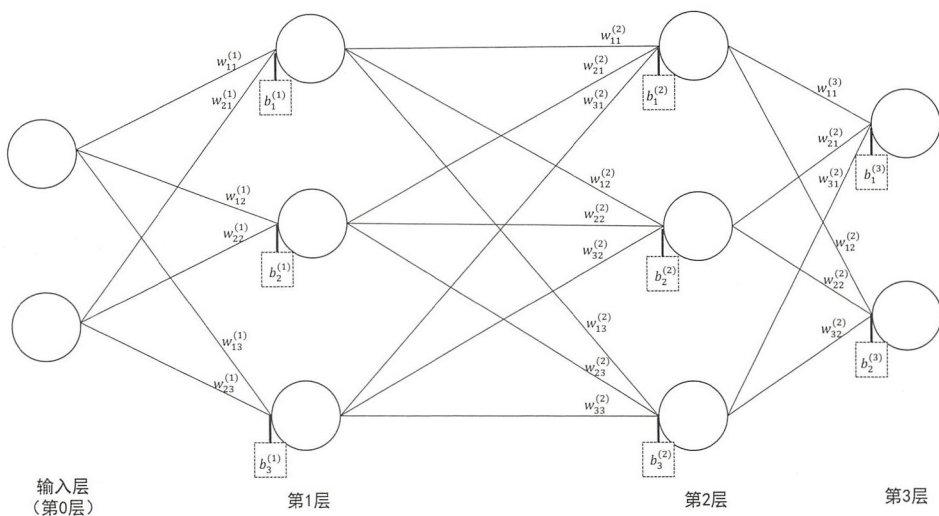 w_{11}^{(1)}
w_{21}^{(1)}
b_1^{(1)}
w_{12}^{(1)}
w_{22}^{(1)}
b_2^{(1)}
w_{13}^{(1)}
w_{23}^{(1)}
b_3^{(1)}
w_{11}^{(2)}
w_{21}^{(2)}
w_{31}^{(2)}
b_1^{(2)}
w_{12}^{(2)}
w_{22}^{(2)}
w_{32}^{(2)}
b_2^{(2)}
w_{13}^{(2)}
w_{23}^{(2)}
w_{33}^{(2)}
b_3^{(2)}
w_{11}^{(3)}
w_{21}^{(2)}
w_{31}^{(2)}
b_1^{(3)}
w_{12}^{(2)}
w_{22}^{(2)}
w_{32}^{(2)}
b_2^{(3)}
输入层
（第0层）
第1层
第2层
第3层